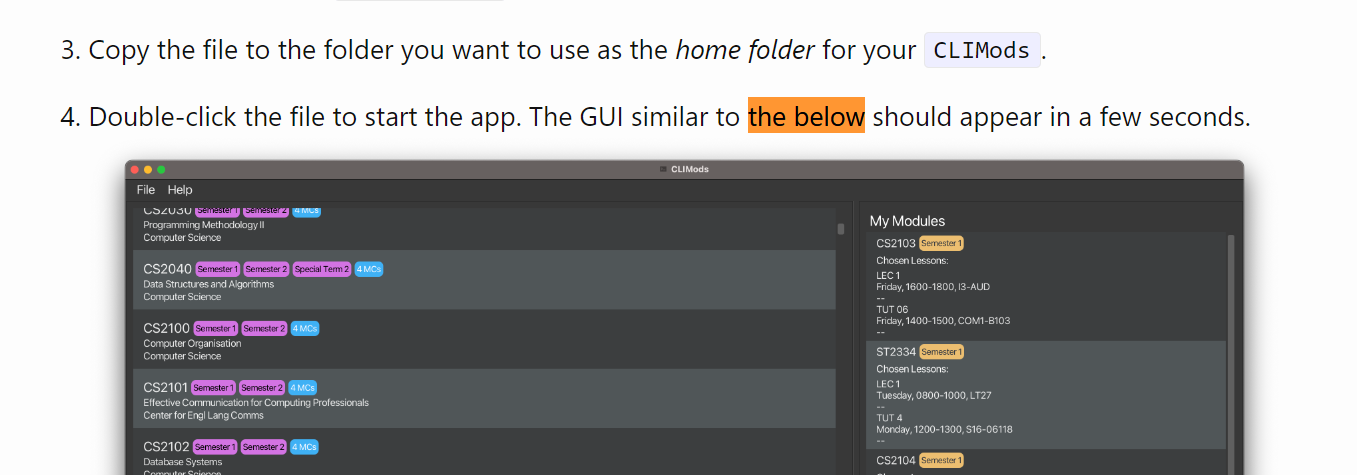 3. Copy the file to the folder you want to use as the home folder for your CLIMods.
4. Double-click the file to start the app. The GUI similar to the below should appear in a few seconds.
CLIMods
File Help
CS2030 Semester 1 Semester 2 4 MCs
Programming Methodology II
Computer Science
CS2040 Semester 1 Semester 2 Special Term 2 4 MCs
Data Structures and Algorithms
Computer Science
CS2100 Semester 1 Semester 2 4 MCs
Computer Organisation
Computer Science
CS2101 Semester 1 Semester 2 4 MCs
Effective Communication for Computing Professionals
Center for Engl Lang Comms
CS2102 Semester 1 Semester 2 4 MCs
Database Systems
Computer Science
My Modules
CS2103 Semester 1
Chosen Lessons:
LEC 1
Friday, 1600-1800, I3-AUD
--
TUT 06
Friday, 1400-1500, COM1-B103
--
ST2334 Semester 1
Chosen Lessons:
LEC 1
Tuesday, 0800-1000, LT27
--
TUT 4
Monday, 1200-1300, S16-06118
--
CS2104 Semester 1